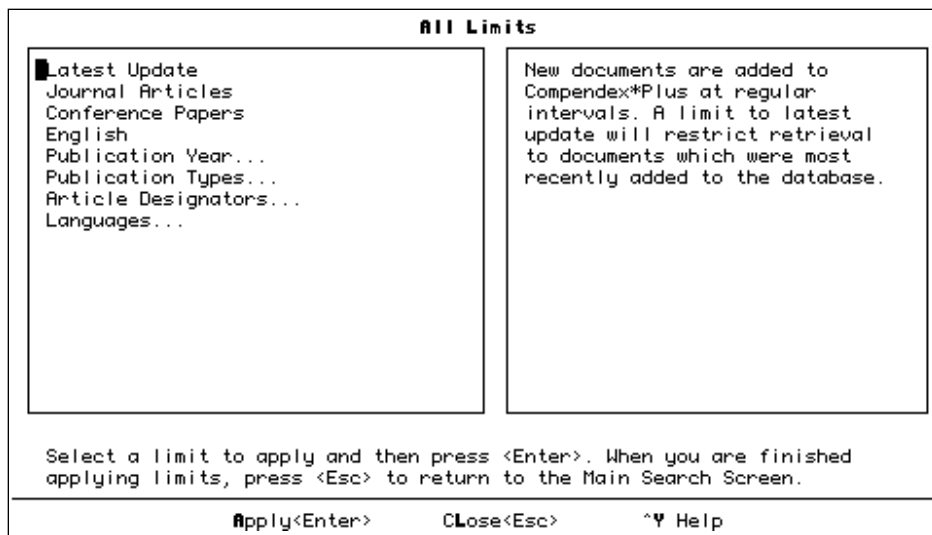 All Limits
Latest Update
Journal Articles
Conference Papers
English
Publication Year...
Publication Types...
Article Designators...
Languages...
New documents are added to
Compendex*Plus at regular
intervals. A limit to latest
update will restrict retrieval
to documents which were most
recently added to the database.
Select a limit to apply and then press <Enter>. When you are finished
applying limits, press <Esc> to return to the Main Search Screen.
Apply<Enter> CLose<Esc> ^Y Help